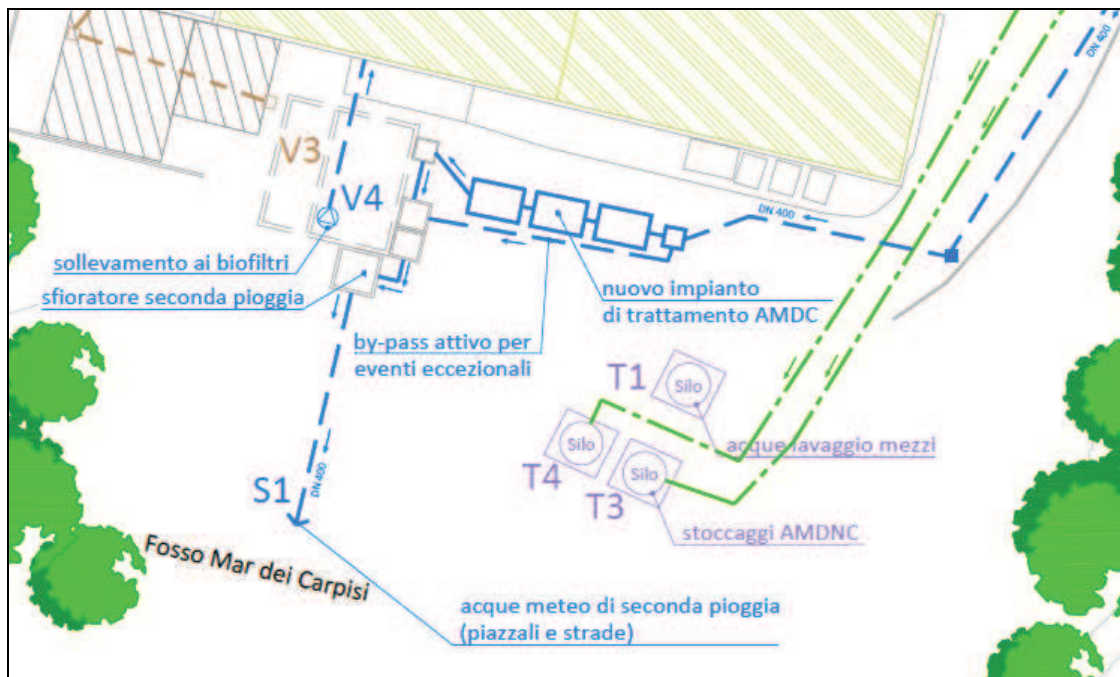 DN 400
V3
V4
DN 400
sollevamento ai biofiltri
sfioratore seconda pioggia
nuovo impianto
di trattamento AMDC
by-pass attivo per
eventi eccezionali
T1
Silo
acque lavaggio mezzi
Silo
T4
Silo
T3
stoccaggi AMDNC
S1
DN 400
Fosso Mar dei Carpisi
acque meteo di seconda pioggia
(piazzali e strade)